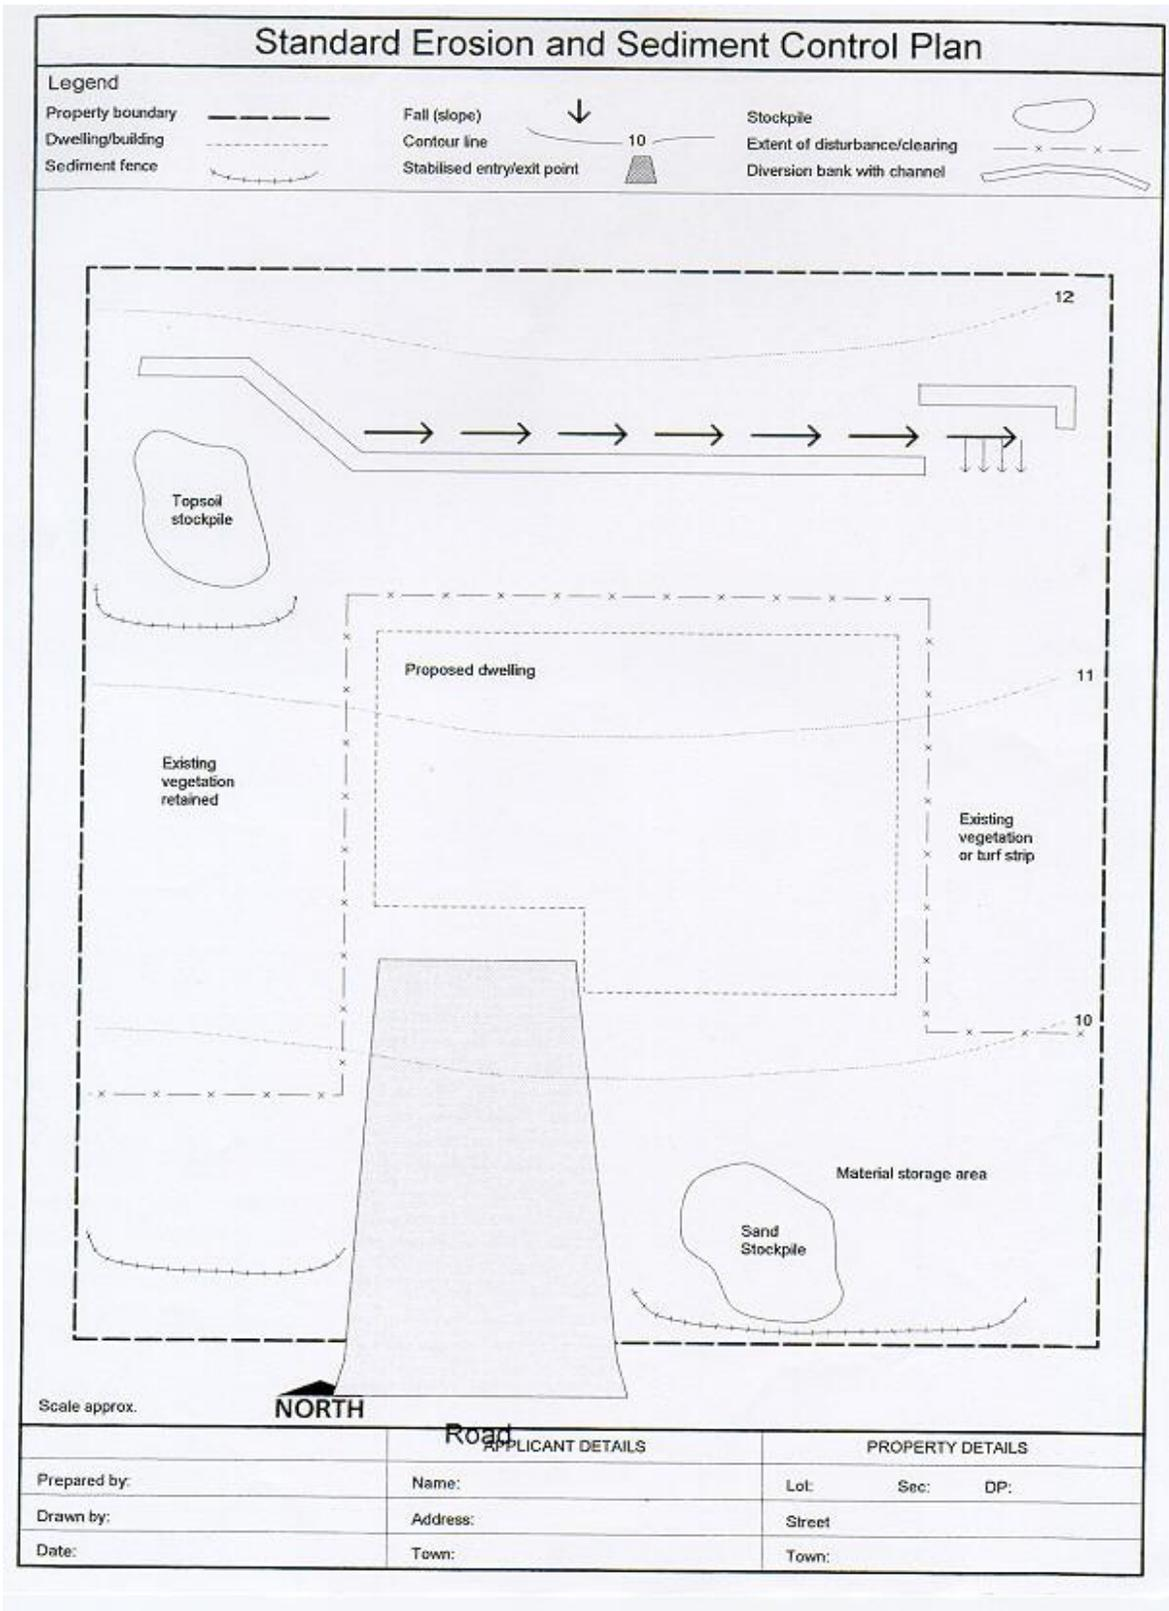 Standard Erosion and Sediment Control Plan
Legend
Property boundary
Dwelling/building
Sediment fence
Fall (slope)
Contour line
10
Stabilised entry/exit point
Stockpile
Extent of disturbance/clearing
Diversion bank with channel
12
Topsoil
stockpile
Proposed dwelling
11
Existing
vegetation
retained
Existing
vegetation
or turf strip
10
Material storage area
Sand
Stockpile
Scale approx.
NORTH
Road
APPLICANT DETAILS
PROPERTY DETAILS
Prepared by:
Name:
Lot: Sec: DP:
Drawn by:
Address:
Street
Date:
Town:
Town: